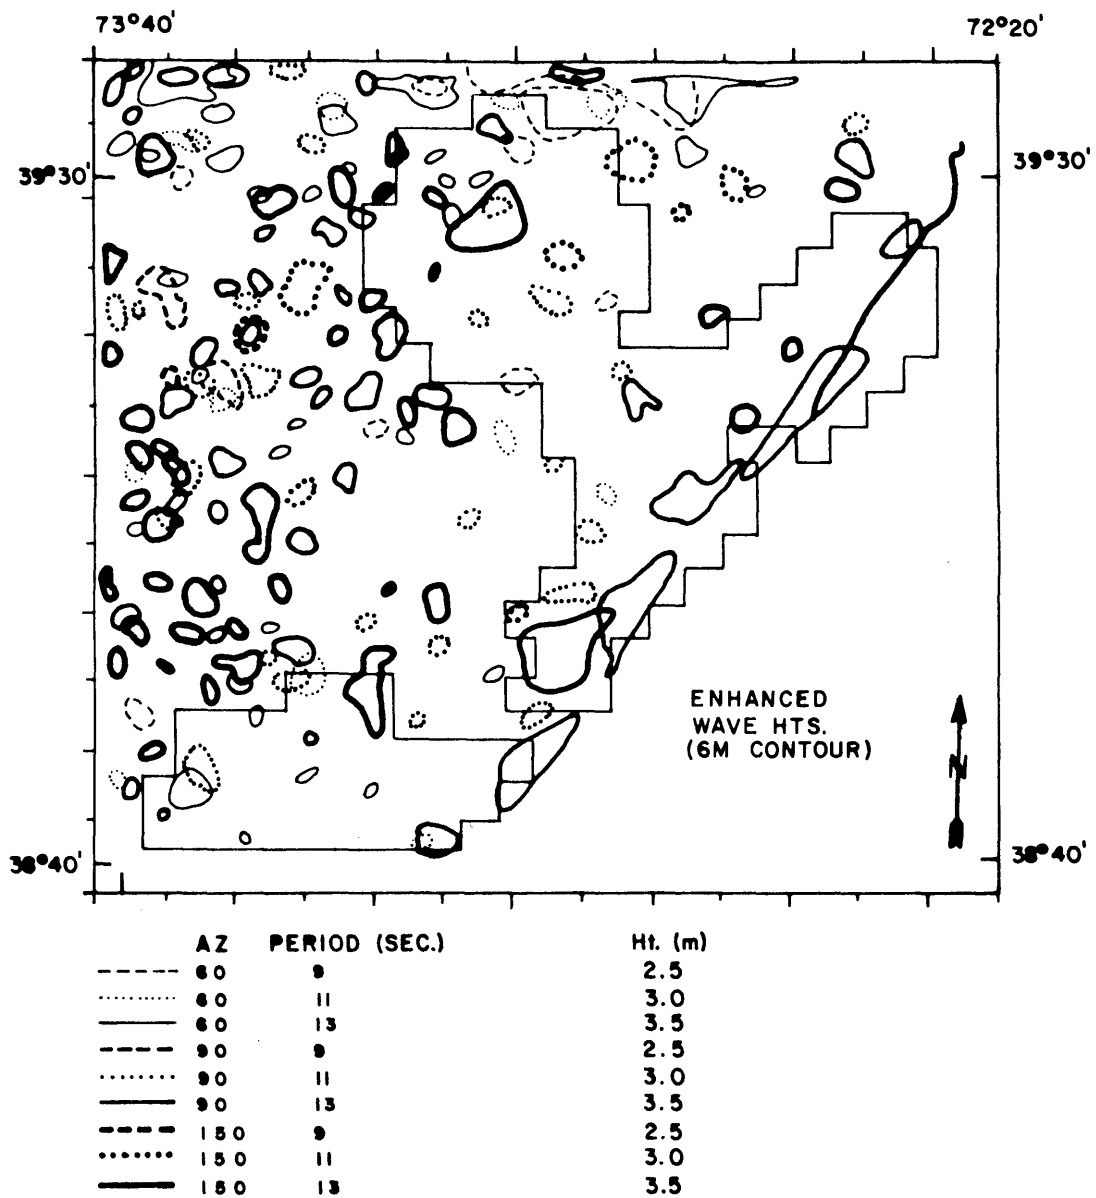 73°40' 72°20'
39°30' 39°30'
ENHANCED
WAVE HTS.
(6M CONTOUR)
N
38°40' 38°40'
AZ PERIOD (SEC.) Ht. (m)
60 9 2.5
60 11 3.0
60 13 3.5
90 9 2.5
90 11 3.0
90 13 3.5
150 9 2.5
150 11 3.0
150 13 3.5